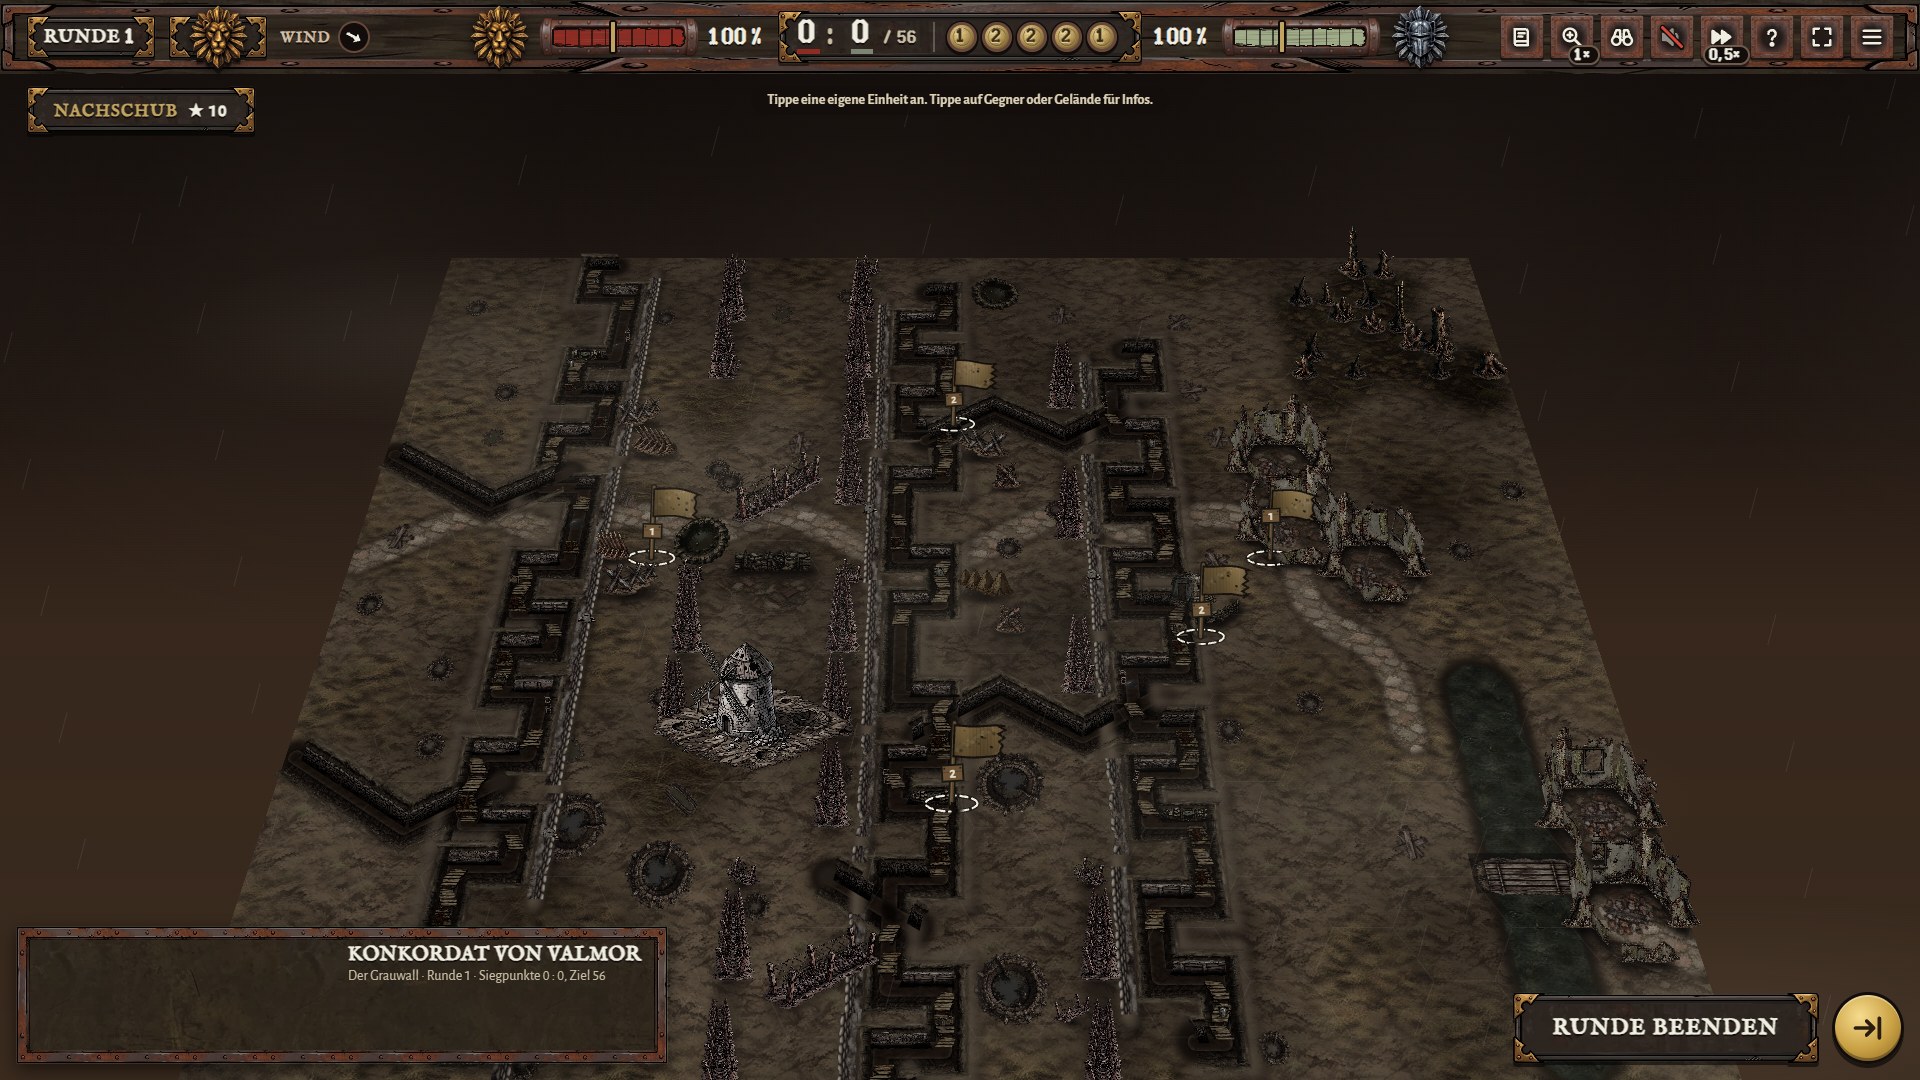 RUNDE 1
WIND
100 %
0 : 0 / 56
1 2 2 2 1
100 %
1×
0,5×
?
NACHSCHUB ★ 10
Tippe eine eigene Einheit an. Tippe auf Gegner oder Gelände für Infos.
2
1
1
2
2
KONKORDAT VON VALMOR
Der Grauwall · Runde 1 · Siegpunkte 0 : 0, Ziel 56
RUNDE BEENDEN